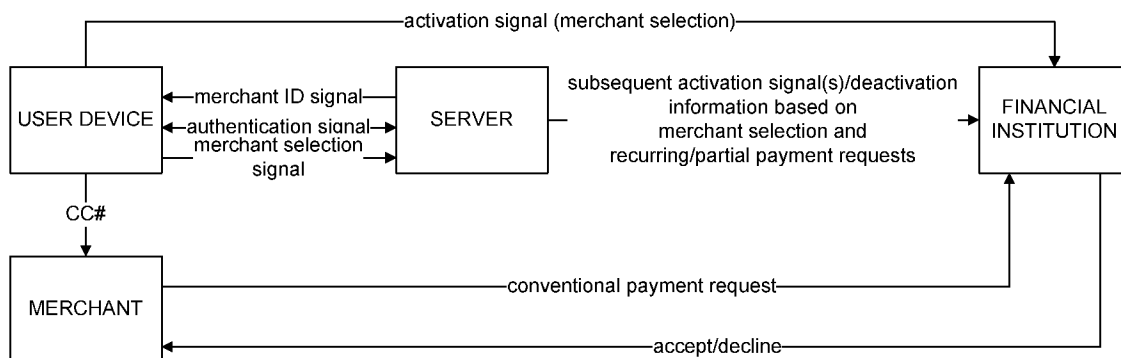 activation signal (merchant selection)
USER DEVICE
merchant ID signal
authentication signal
merchant selection
signal
SERVER
subsequent activation signal(s)/deactivation
information based on
merchant selection and
recurring/partial payment requests
FINANCIAL
INSTITUTION
CC#
MERCHANT
conventional payment request
accept/decline